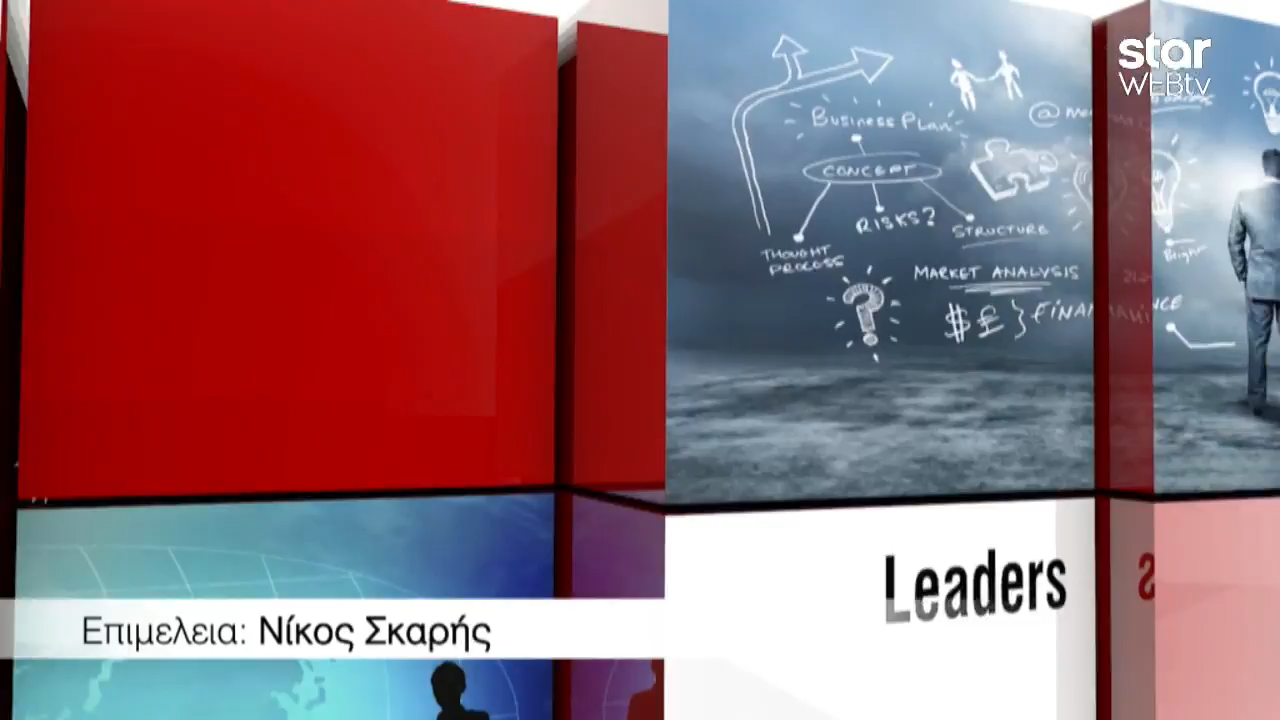 star
WEBtv
BUSINESS PLAN
CONCEPT
RISKS?
STRUCTURE
THOUGHT
PROCESS
MARKET ANALYSIS
$ £ }
Leaders
Επιμελεια: Νίκος Σκαρής